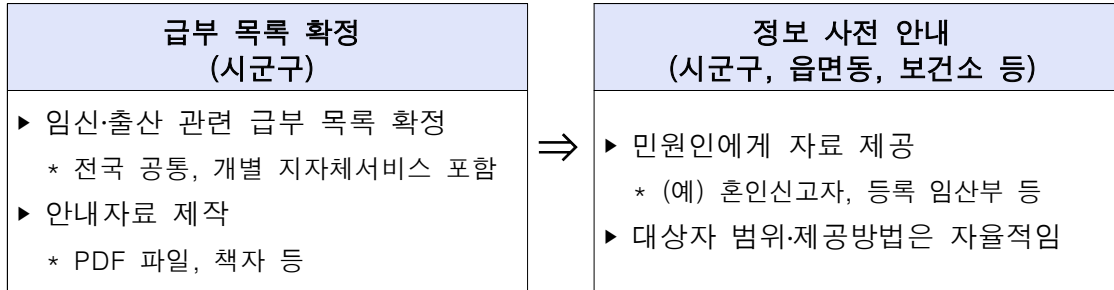 급부 목록 확정
(시군구)
▸ 임신·출산 관련 급부 목록 확정
* 전국 공통, 개별 지자체서비스 포함
▸ 안내자료 제작
* PDF 파일, 책자 등
⇒
정보 사전 안내
(시군구, 읍면동, 보건소 등)
▸ 민원인에게 자료 제공
* (예) 혼인신고자, 등록 임산부 등
▸ 대상자 범위·제공방법은 자율적임